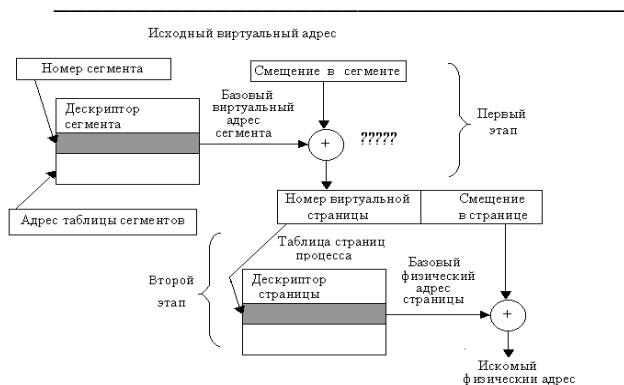 Исходный виртуальный адрес
Номер сегмента
Смещение в сегменте
Дескриптор
сегмента
Базовый
виртуальный
адрес
сегмента
Первый
этап
+
?????
Адрес таблицы сегментов
Номер виртуальной
страницы
Смещение
в странице
Таблица страниц
процесса
Второй
этап
Дескриптор
страницы
Базовый
физический
адрес
страницы
+
Искомый
физический адрес